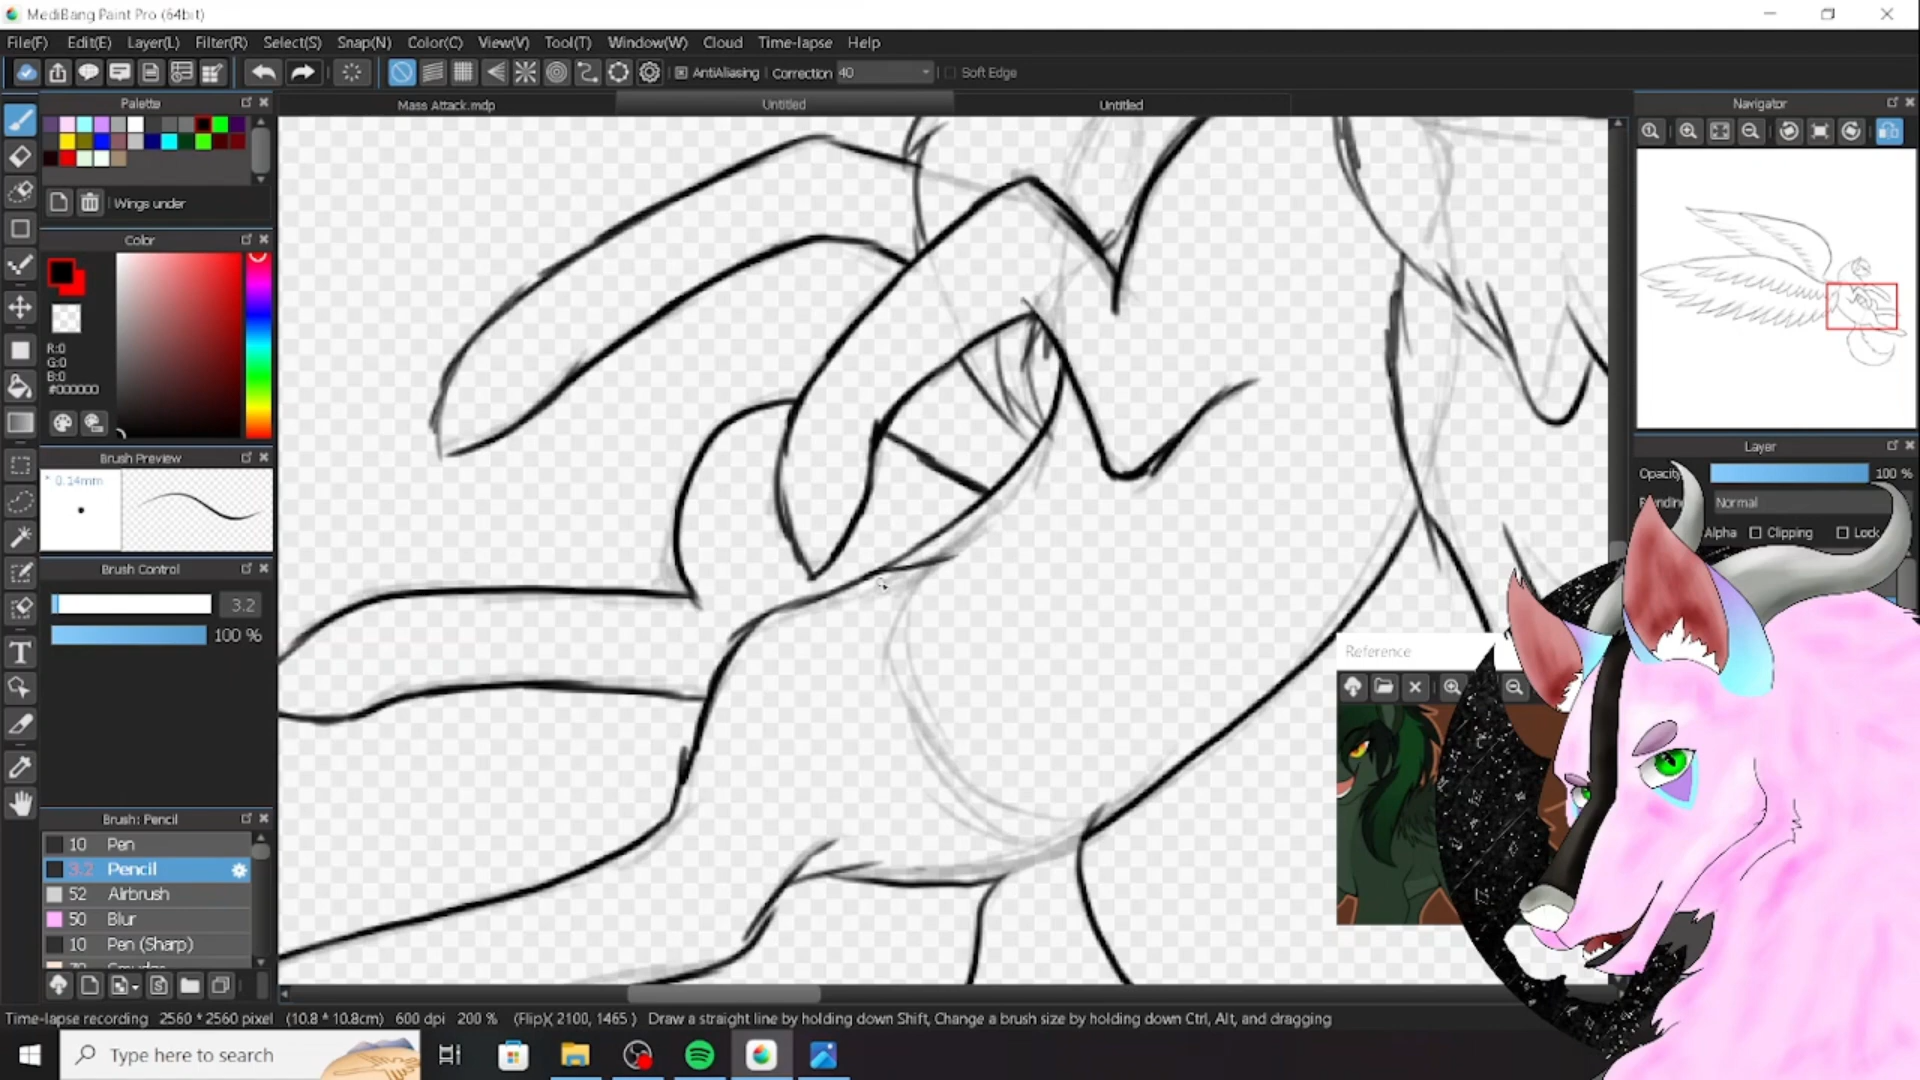 MediBang Paint Pro (64bit)
File(F) Edit(E) Layer(L) Filter(R) Select(S) Snap(N) Color(C) View(V) Tool(T) Window(W) Cloud Time-lapse Help
AntiAliasing Correction 40 Soft Edge
Palette
Mass Attack.mdp
Untitled
Untitled
Navigator
Wings under
Color
R:0
G:0
B:0
#000000
Brush Preview
* 0.14mm
Brush Control
3.2
100 %
Brush: Pencil
10 Pen
3.2 Pencil
52 Airbrush
50 Blur
10 Pen (Sharp)
Layer
Opacity 100 %
Normal
Alpha Clipping Lock
Reference
Time-lapse recording 2560 * 2560 pixel (10.8 * 10.8cm) 600 dpi 200 % (Flip)( 2100, 1465 ) Draw a straight line by holding down Shift, Change a brush size by holding down Ctrl, Alt, and dragging
Type here to search